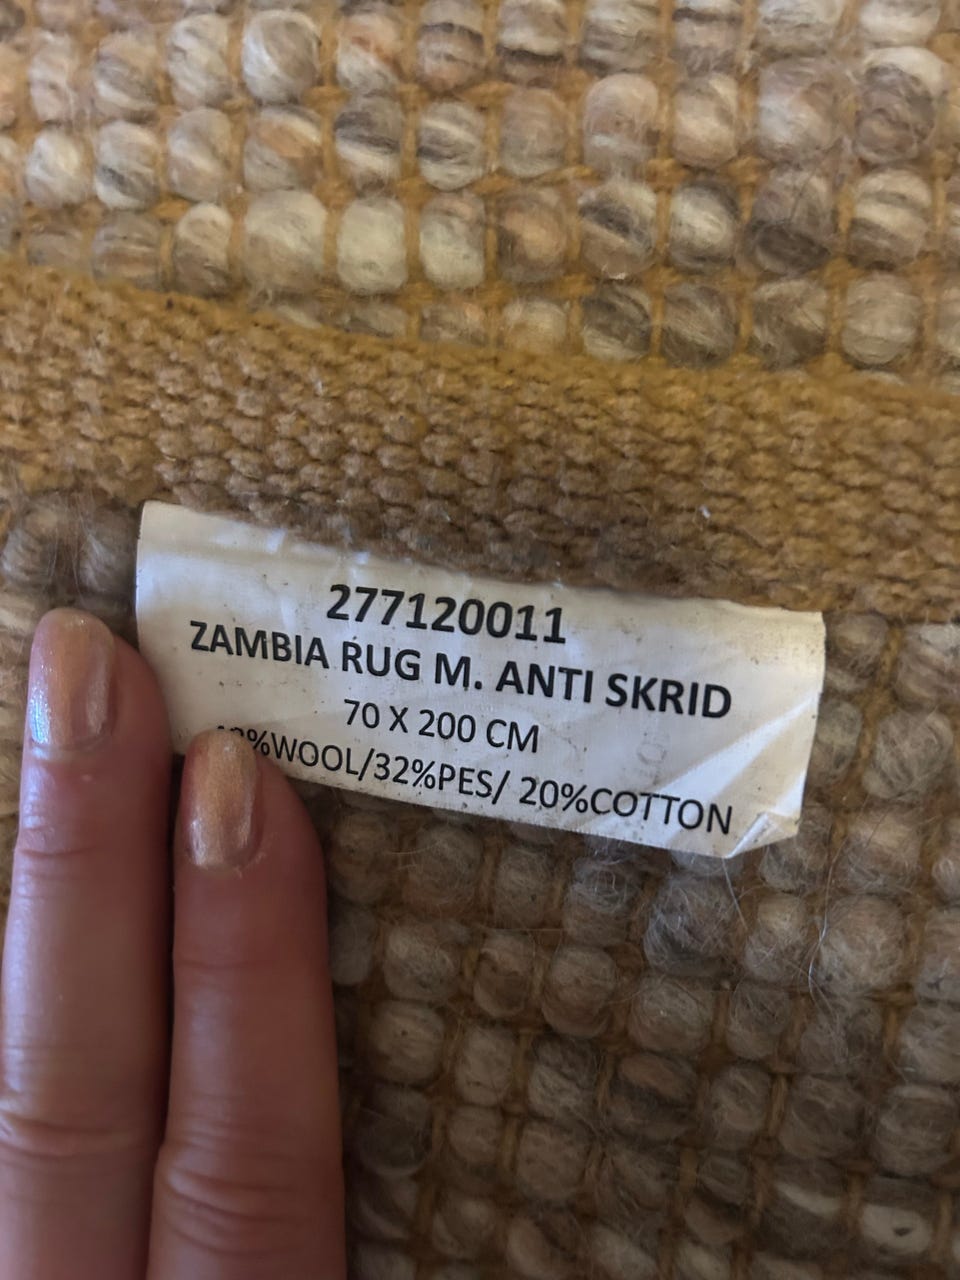 277120011
ZAMBIA RUG M. ANTI SKRID
70 X 200 CM
%WOOL/32%PES/ 20%COTTON